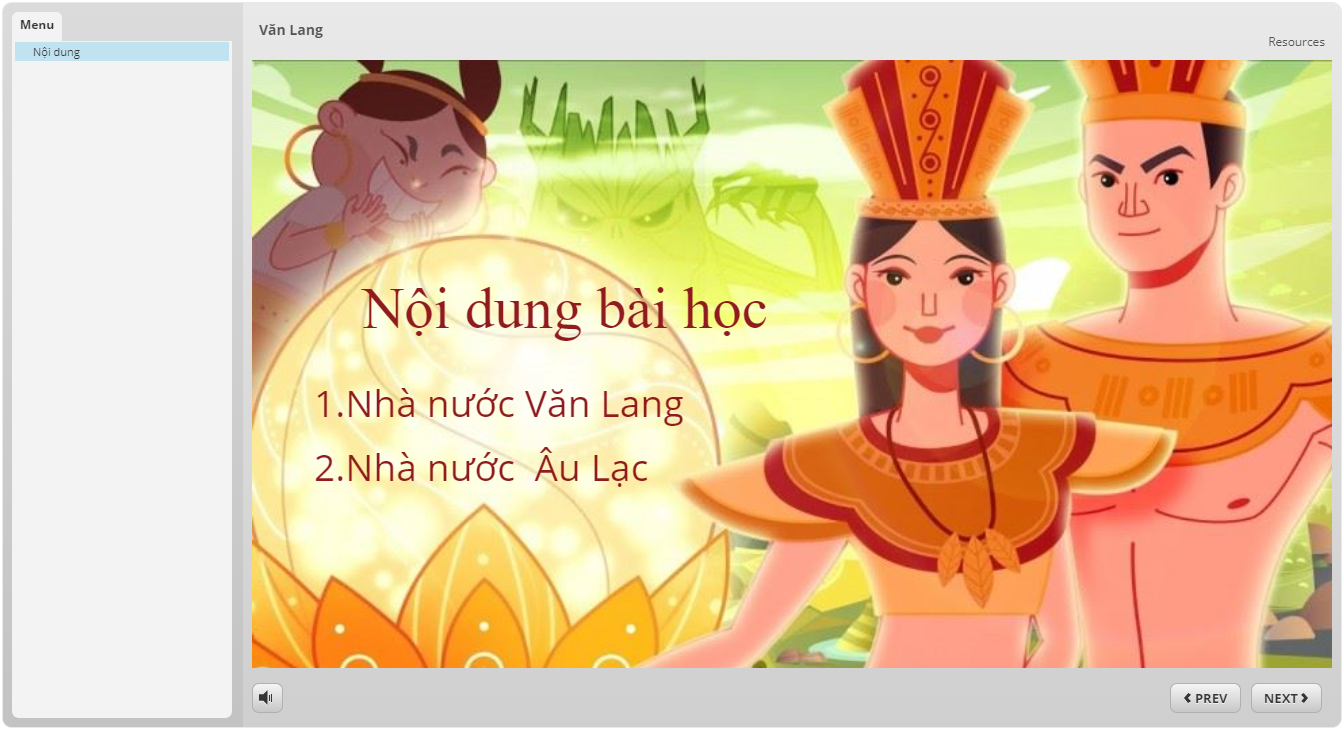 Menu
Nội dung
Văn Lang
Resources
Nội dung bài học
1.Nhà nước Văn Lang
2.Nhà nước Âu Lạc
PREV
NEXT